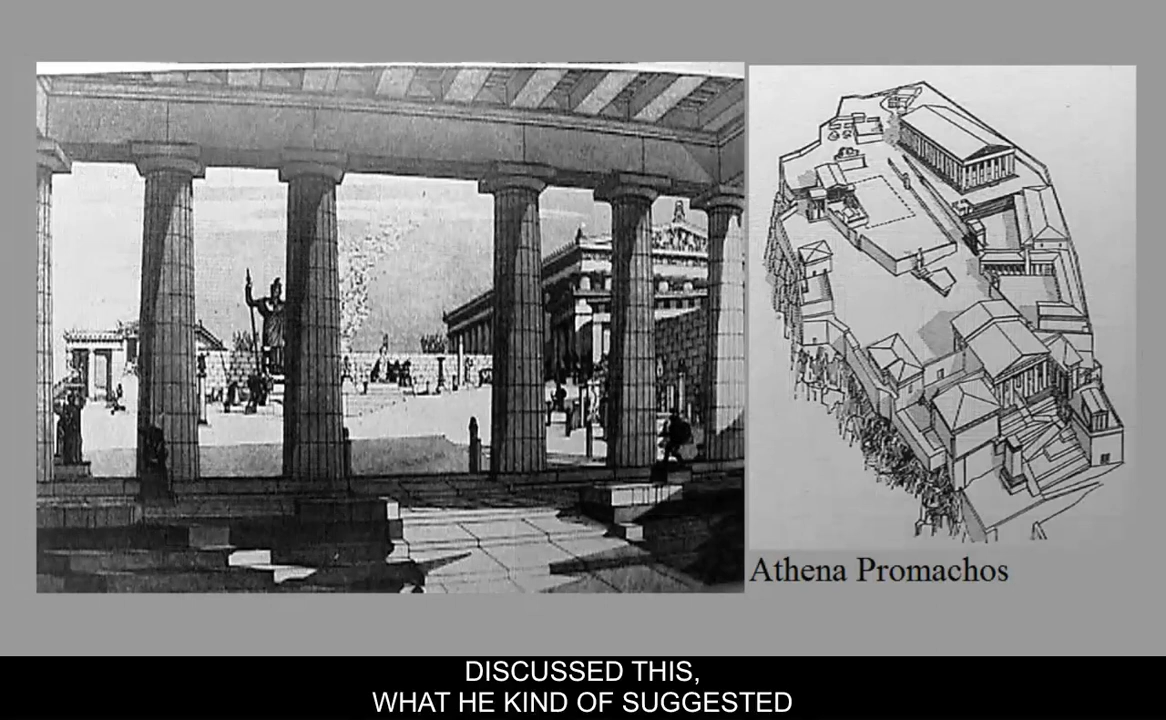 Athena Promachos
DISCUSSED THIS,
WHAT HE KIND OF SUGGESTED